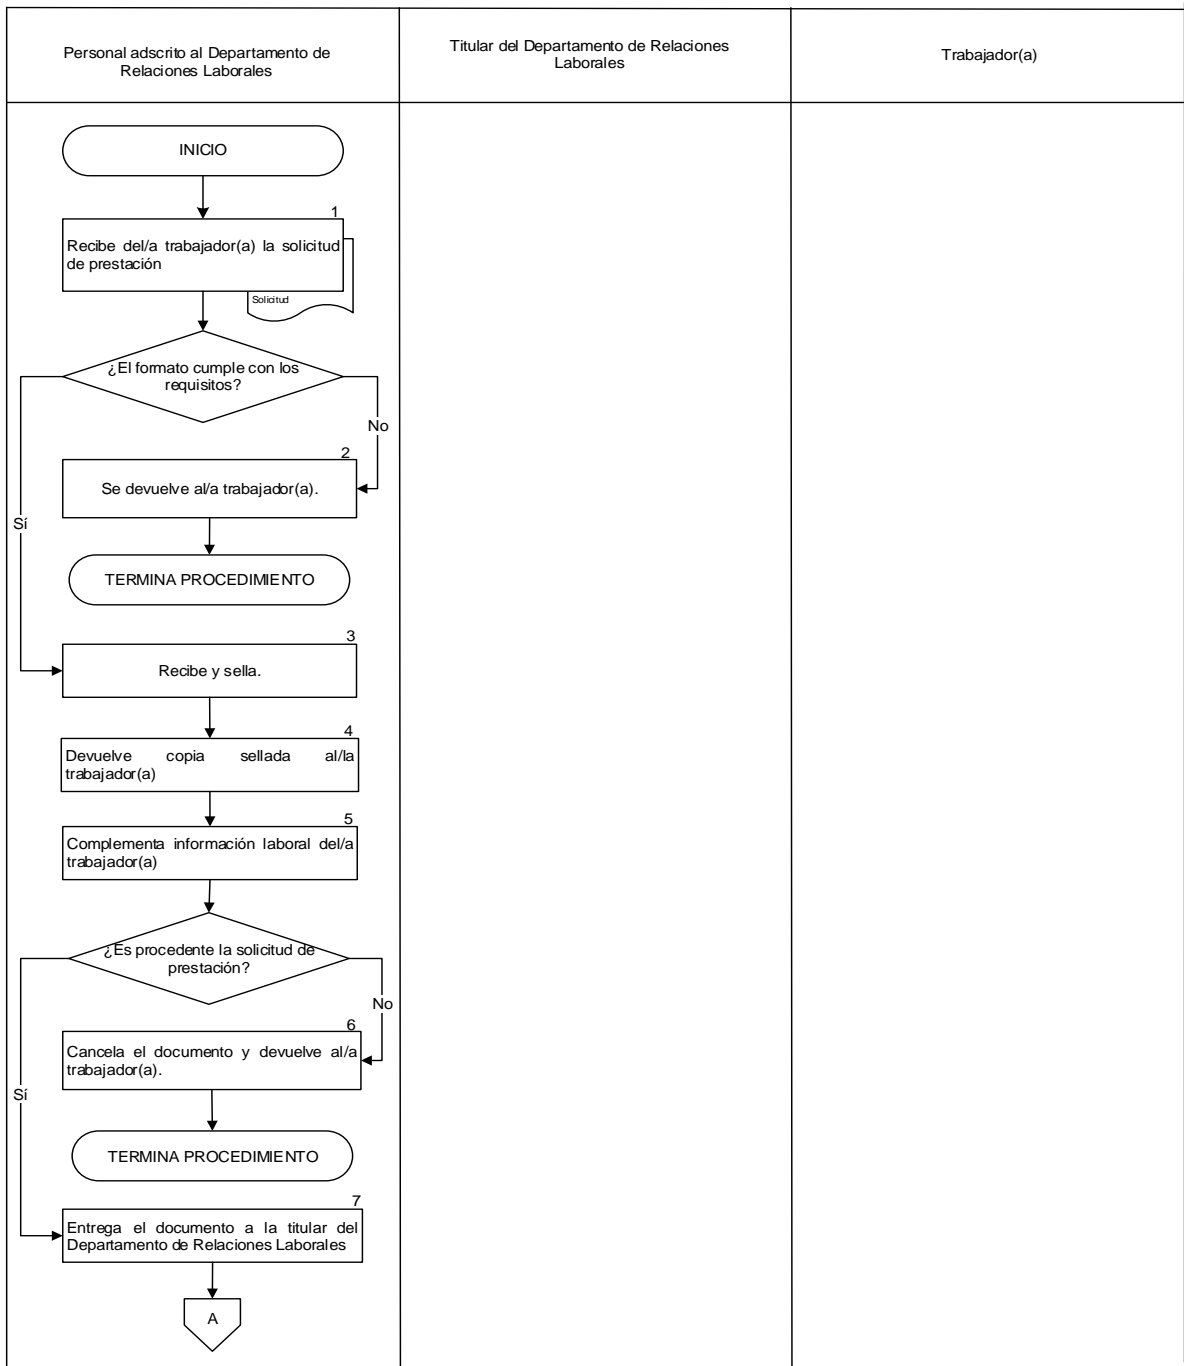 Personal adscrito al Departamento de
Relaciones Laborales
Titular del Departamento de Relaciones
Laborales
Trabajador(a)
INICIO
1
Recibe del/a trabajador(a) la solicitud
de prestación
Solicitud
¿El formato cumple con los
requisitos?
No
2
Se devuelve al/a trabajador(a).
Sí
TERMINA PROCEDIMIENTO
3
Recibe y sella.
4
Devuelve copia sellada al/la
trabajador(a)
5
Complementa información laboral del/a
trabajador(a)
¿Es procedente la solicitud de
prestación?
No
6
Cancela el documento y devuelve al/a
trabajador(a).
Sí
TERMINA PROCEDIMIENTO
7
Entrega el documento a la titular del
Departamento de Relaciones Laborales
A